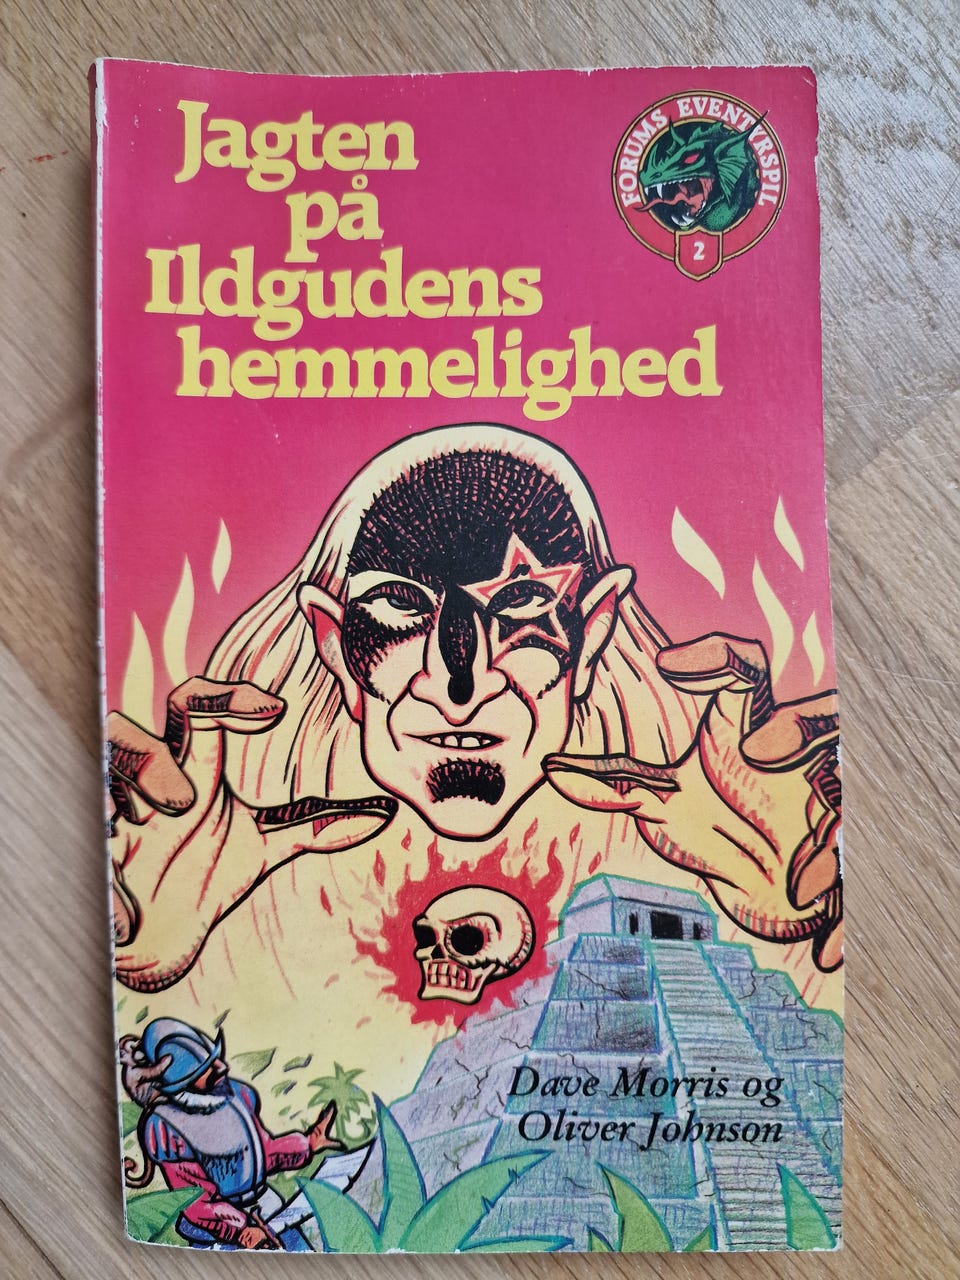 Jagten
på
Ildgudens
hemmelighed
FORUMS EVENTYRSPIL
2
Dave Morris og
Oliver Johnson